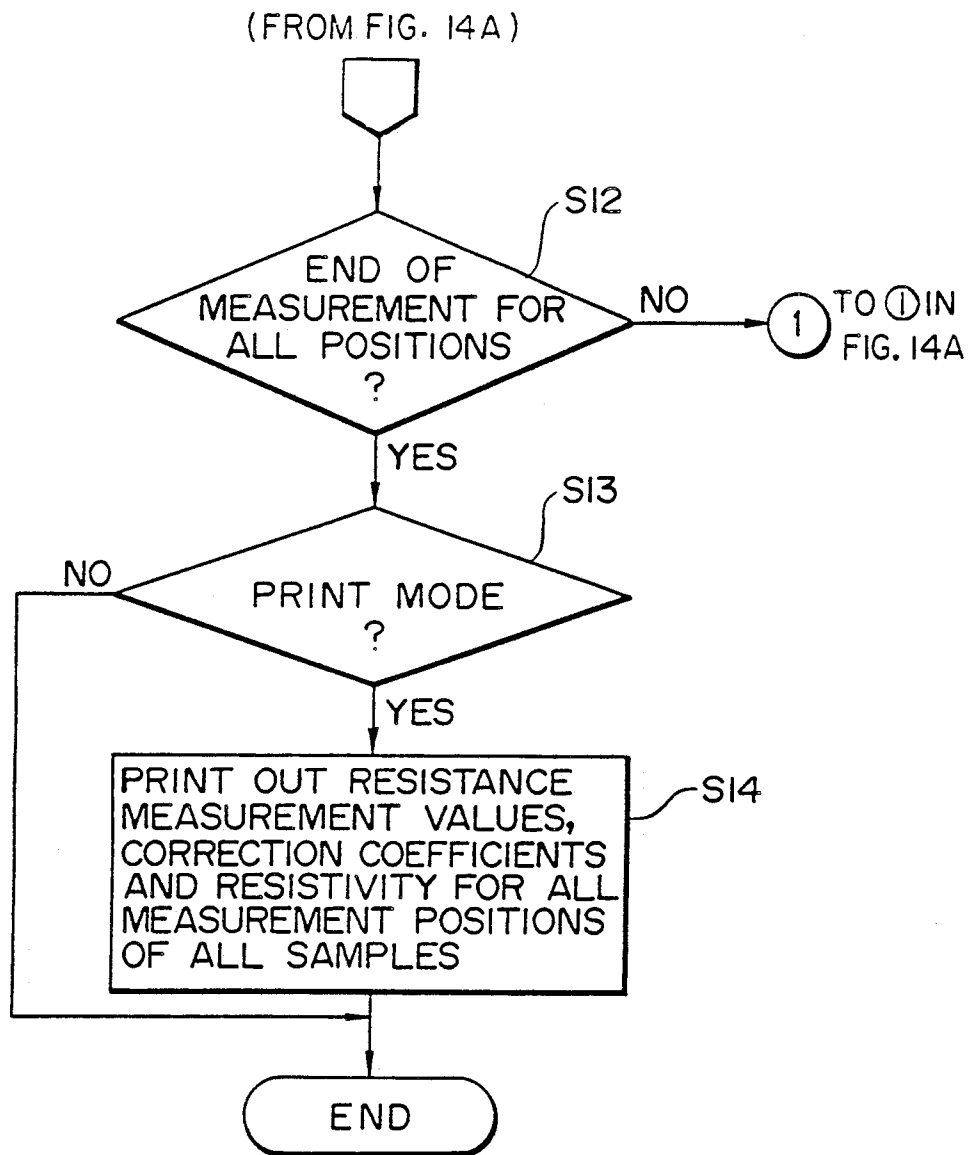 (FROM FIG. 14A)
S12
END OF
MEASUREMENT FOR
ALL POSITIONS
?
NO
1
TO ① IN
FIG. 14A
YES
S13
NO
PRINT MODE
?
YES
PRINT OUT RESISTANCE
MEASUREMENT VALUES,
CORRECTION COEFFICIENTS
AND RESISTIVITY FOR ALL
MEASUREMENT POSITIONS
OF ALL SAMPLES
S14
END